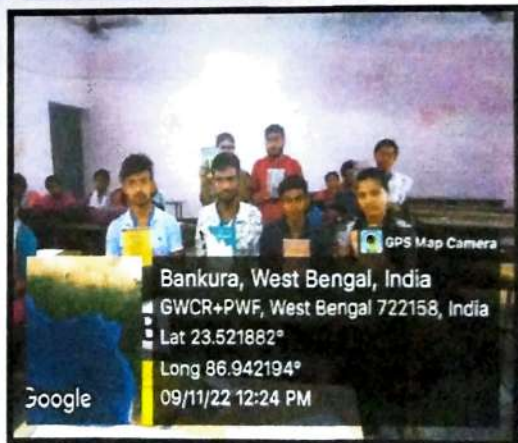 GPS Map Camera
Bankura, West Bengal, India
GWCR+PWF, West Bengal 722158, India
Lat 23.521882°
Long 86.942194°
09/11/22 12:24 PM
Google